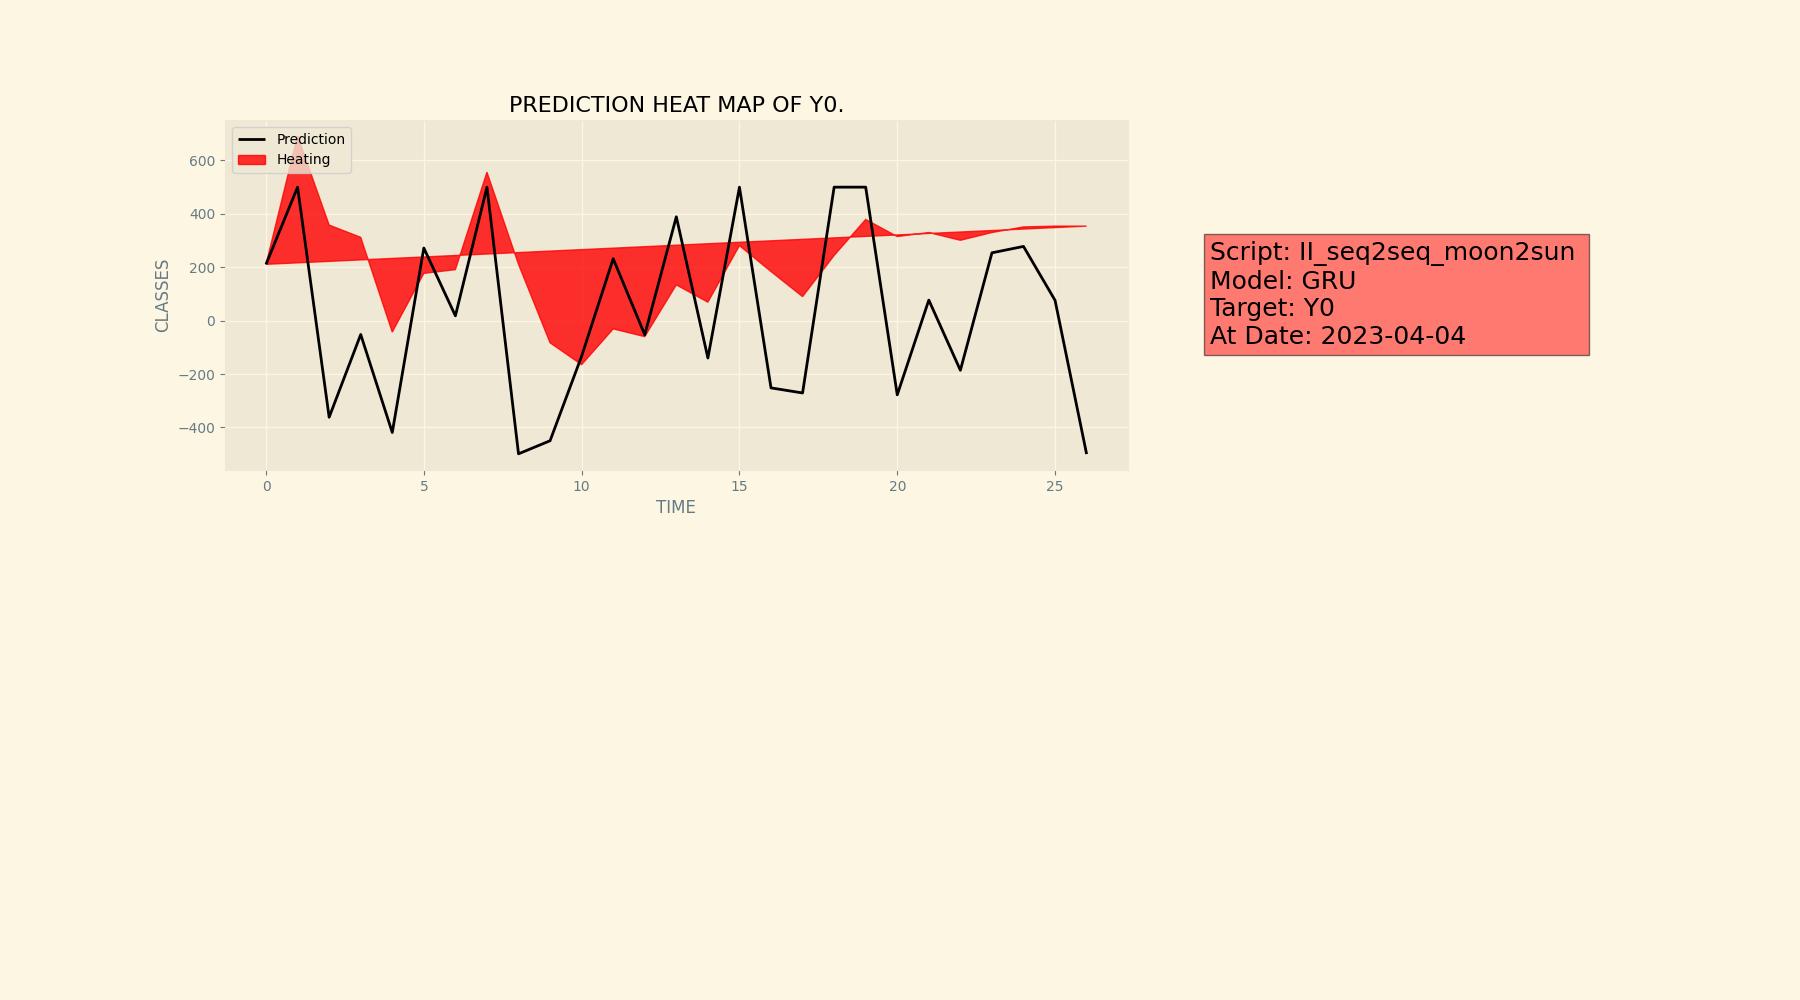 PREDICTION HEAT MAP OF Y0.
Prediction
Heating
600
400
200
0
−200
−400
CLASSES
0 5 10 15 20 25
TIME
Script: II_seq2seq_moon2sun
Model: GRU
Target: Y0
At Date: 2023-04-04